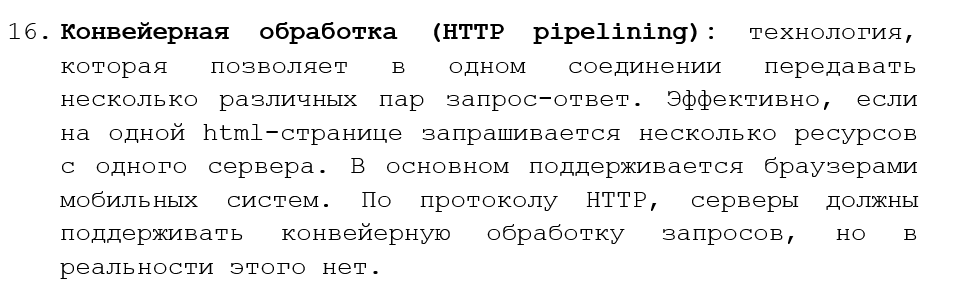 16. Конвейерная обработка (HTTP pipelining): технология,
которая позволяет в одном соединении передавать
несколько различных пар запрос-ответ. Эффективно, если
на одной html-странице запрашивается несколько ресурсов
с одного сервера. В основном поддерживается браузерами
мобильных систем. По протоколу HTTP, серверы должны
поддерживать конвейерную обработку запросов, но в
реальности этого нет.